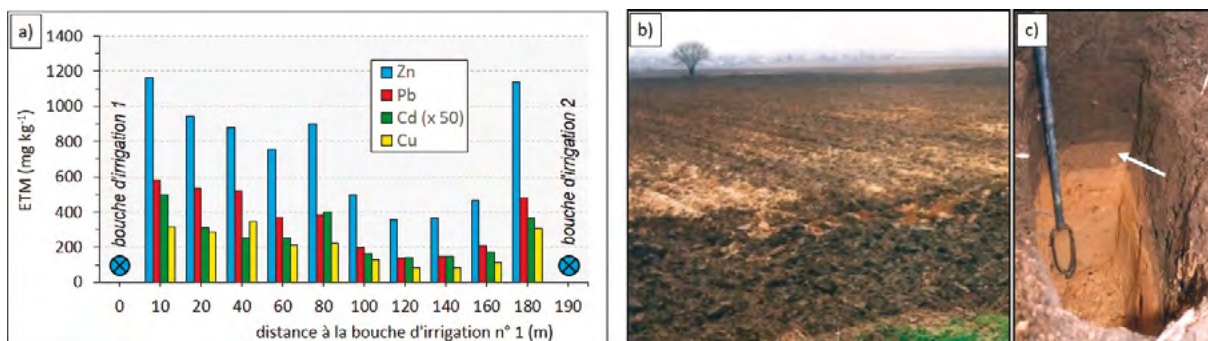 a)
1400
1200
1000
800
600
400
200
0
ETM (mg kg⁻¹)
bouche d'irrigation 1
Zn
Pb
Cd (x 50)
Cu
bouche d'irrigation 2
0 10 20 40 60 80 100 120 140 160 180 190
distance à la bouche d'irrigation n° 1 (m)
b)
c)